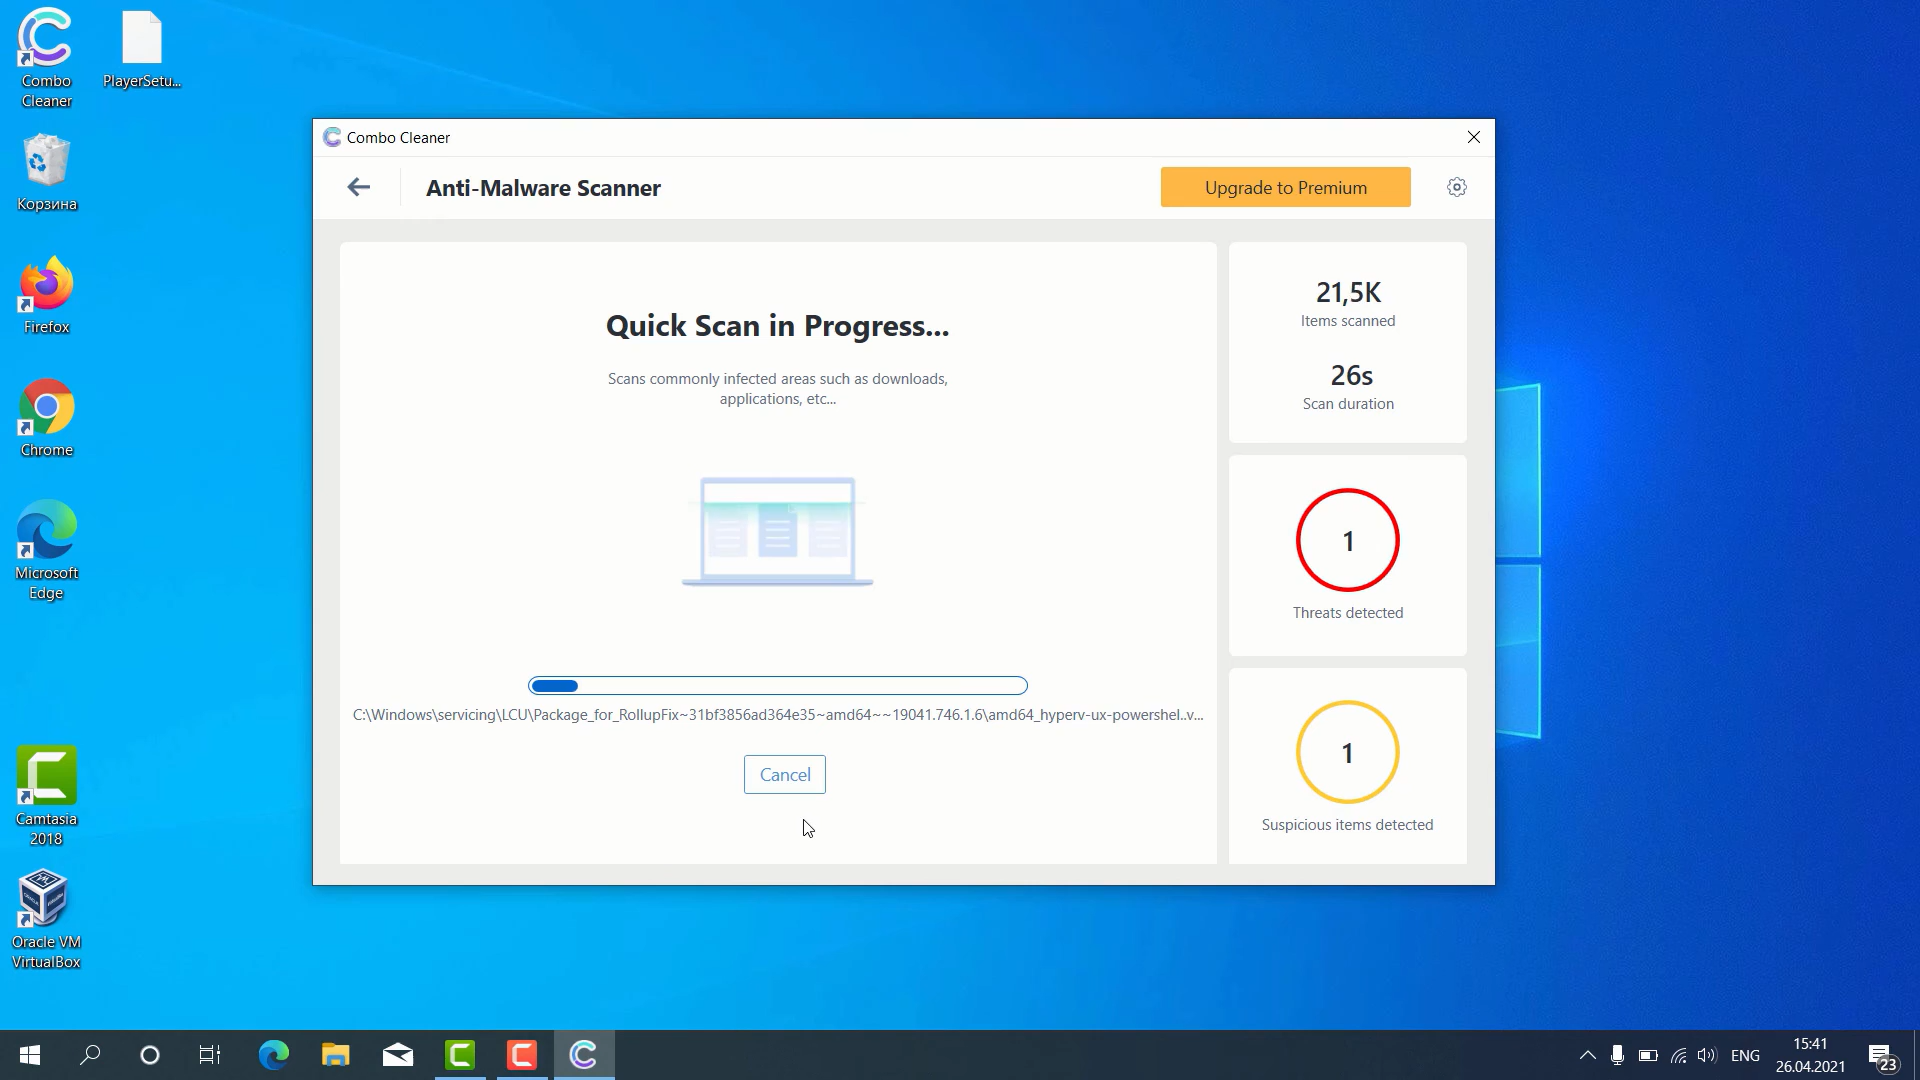 Combo
Cleaner
PlayerSetu...
Корзина
Firefox
Chrome
Microsoft
Edge
Camtasia
2018
Oracle VM
VirtualBox
Combo Cleaner
Anti-Malware Scanner
Upgrade to Premium
Quick Scan in Progress...
Scans commonly infected areas such as downloads,
applications, etc...
C:\Windows\servicing\LCU\Package_for_RollupFix~31bf3856ad364e35~amd64~~19041.746.1.6\amd64_hyperv-ux-powershel..v...
Cancel
21,5K
Items scanned
26s
Scan duration
1
Threats detected
1
Suspicious items detected
ENG
15:41
26.04.2021
23